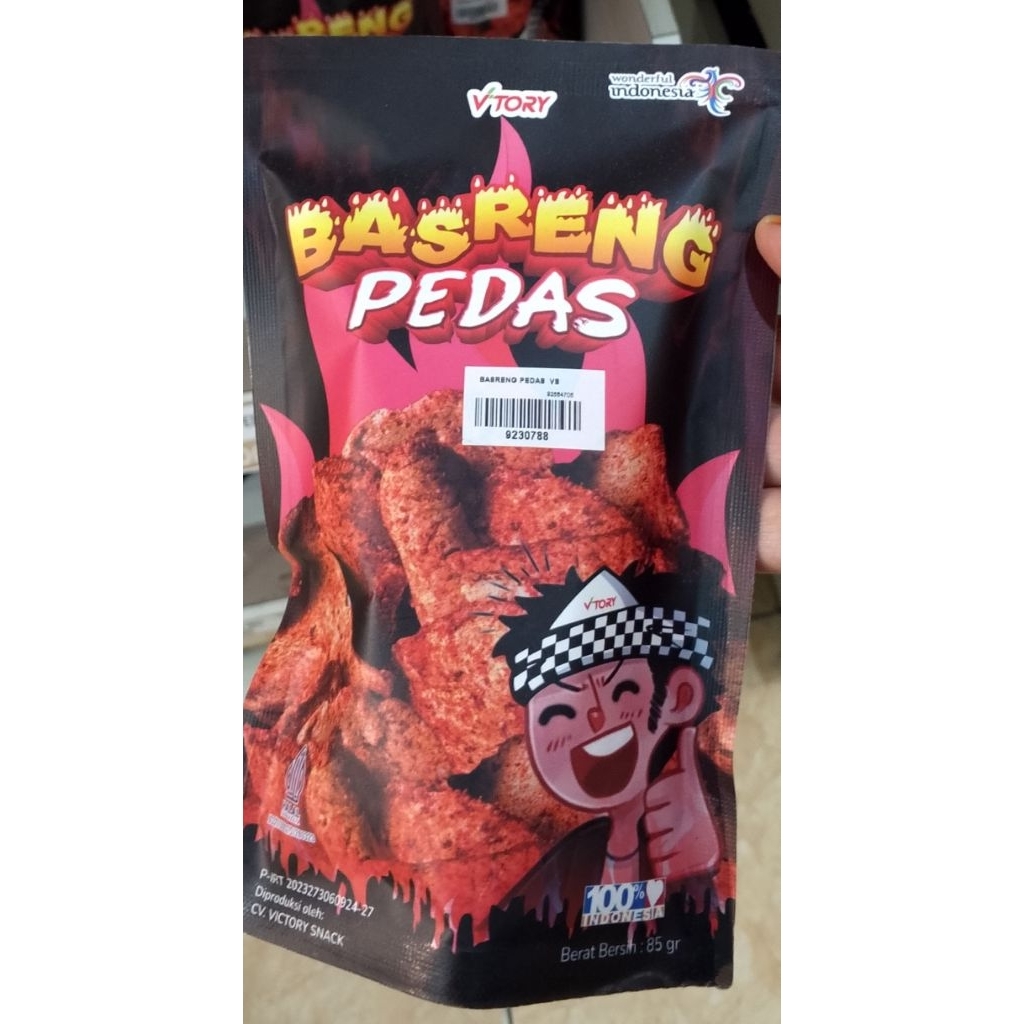 RENG
V'TORY
wonderful
indonesia
BASRENG
PEDAS
BASRENG PEDAS VS
9230788
V'TORY
P-IRT 2023273060924-27
Diproduksi oleh:
CV. VICTORY SNACK
100%
INDONESIA
Berat Bersih : 85 gr